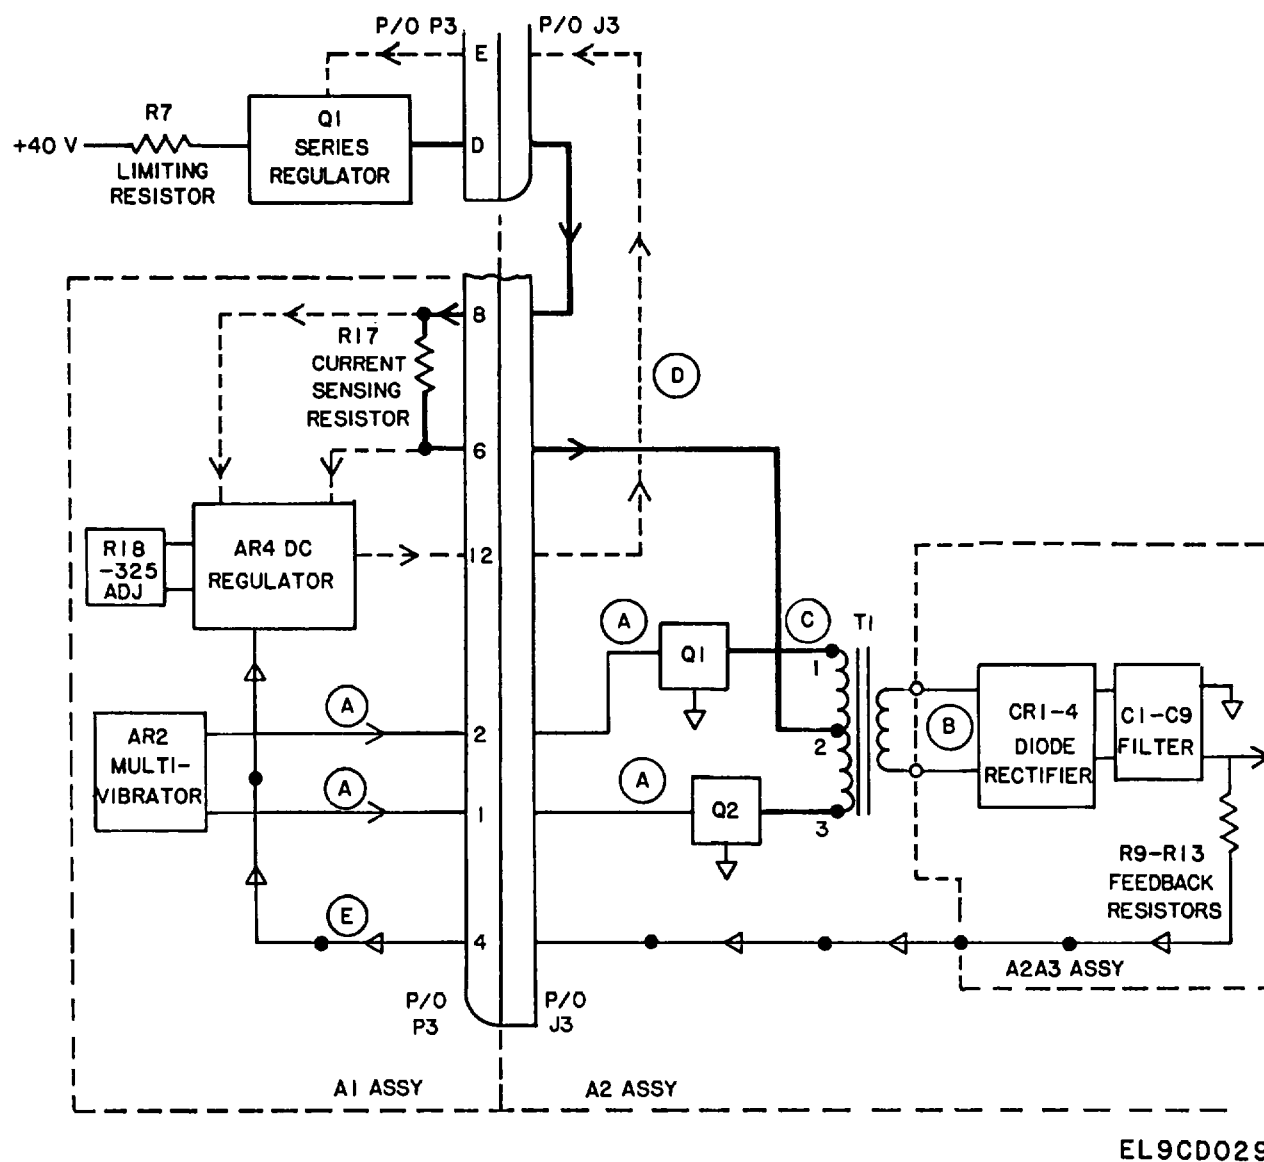 P/O P3
P/O J3
E
R7
Q1
SERIES
REGULATOR
+40 V
D
LIMITING
RESISTOR
8
R17
CURRENT
SENSING
RESISTOR
D
6
R18
-325
ADJ
AR4 DC
REGULATOR
12
A
Q1
C
T1
1
A
2
2
B
CR1-4
DIODE
RECTIFIER
C1-C9
FILTER
AR2
MULTI-
VIBRATOR
A
1
A
Q2
3
R9-R13
FEEDBACK
RESISTORS
E
4
A2A3 ASSY
P/O
P3
P/O
J3
A1 ASSY
A2 ASSY
EL9CD029